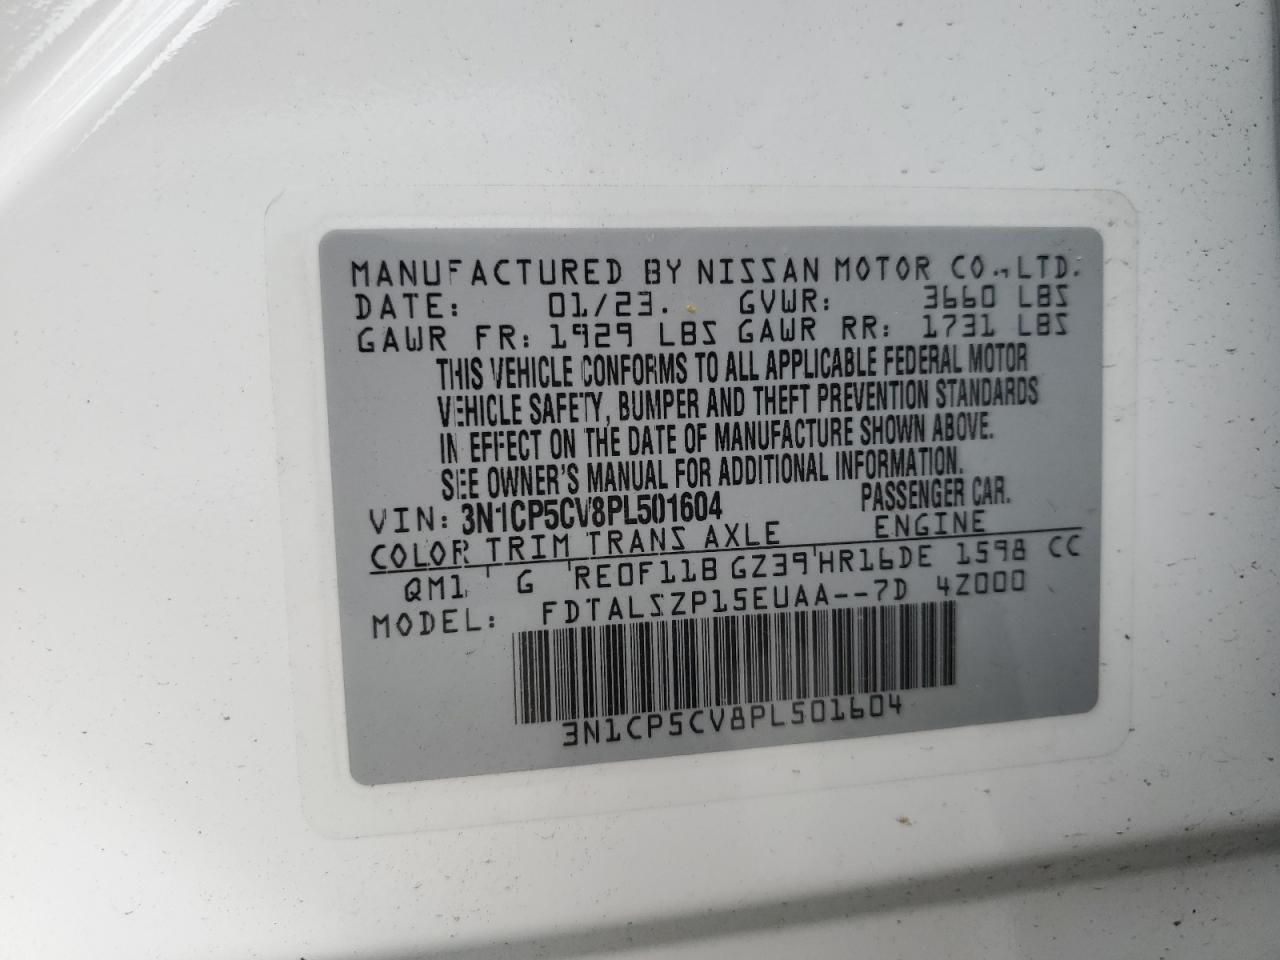 MANUFACTURED BY NISSAN MOTOR CO., LTD.
DATE: 01/23. GVWR: 3660 LBS
GAWR FR: 1929 LBS GAWR RR: 1731 LBS
THIS VEHICLE CONFORMS TO ALL APPLICABLE FEDERAL MOTOR
VEHICLE SAFETY, BUMPER AND THEFT PREVENTION STANDARDS
IN EFFECT ON THE DATE OF MANUFACTURE SHOWN ABOVE.
SEE OWNER'S MANUAL FOR ADDITIONAL INFORMATION.
VIN: 3N1CP5CV8PL501604 PASSENGER CAR.
COLOR TRIM TRANS AXLE ENGINE
QM1 G RE0F11B GZ39 HR16DE 1598 CC
MODEL: FDTALSZP15EUAA--7D 4Z000
3N1CP5CV8PL501604